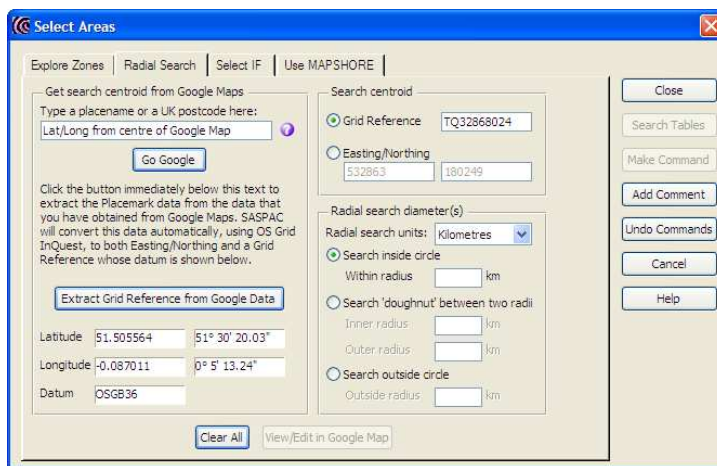 Select Areas
Explore Zones
Radial Search
Select IF
Use MAPSHORE
Get search centroid from Google Maps
Type a placename or a UK postcode here:
Lat/Long from centre of Google Map
Go Google
Click the button immediately below this text to
extract the Placemark data from the data that
you have obtained from Google Maps. SASPAC
will convert this data automatically, using OS Grid
InQuest, to both Easting/Northing and a Grid
Reference whose datum is shown below.
Extract Grid Reference from Google Data
Latitude 51.505564 51° 30' 20.03"
Longitude -0.087011 0° 5' 13.24"
Datum OSGB36
Search centroid
Grid Reference TQ32868024
Easting/Northing
532863 180249
Radial search diameter(s)
Radial search units: Kilometres
Search inside circle
Within radius km
Search 'doughnut' between two radii
Inner radius km
Outer radius km
Search outside circle
Outside radius km
Clear All
View/Edit in Google Map
Close
Search Tables
Make Command
Add Comment
Undo Commands
Cancel
Help